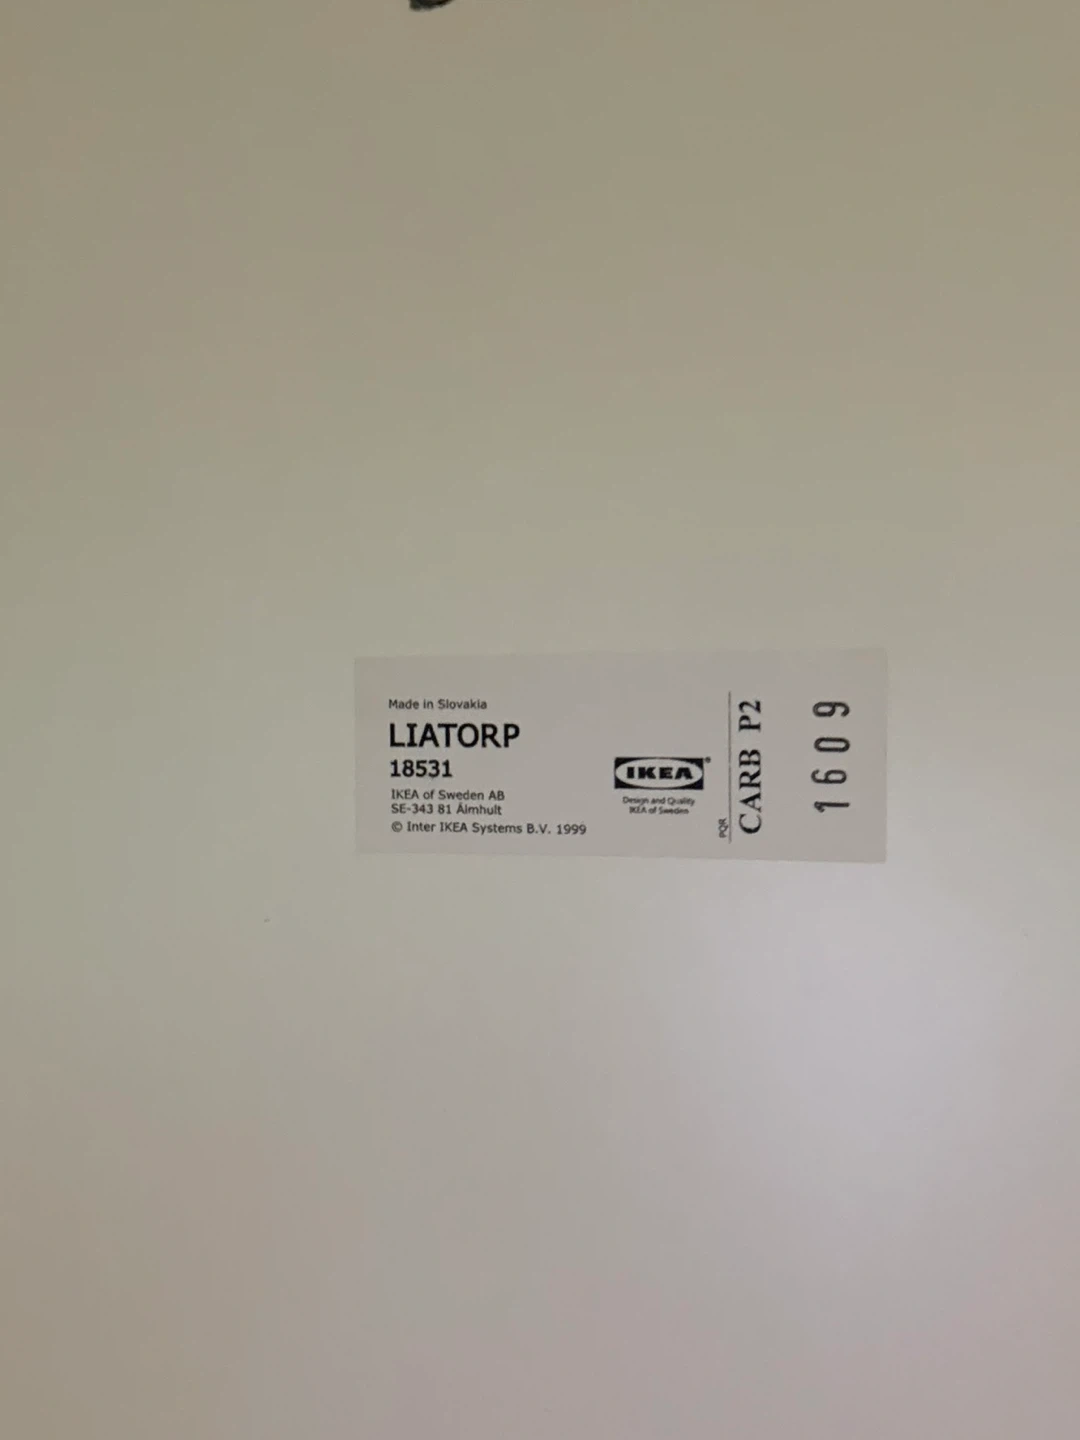 Made in Slovakia
LIATORP
18531
IKEA of Sweden AB
SE-343 81 Älmhult
© Inter IKEA Systems B.V. 1999
IKEA®
Design and Quality
IKEA of Sweden
PQR
CARB P2
1609